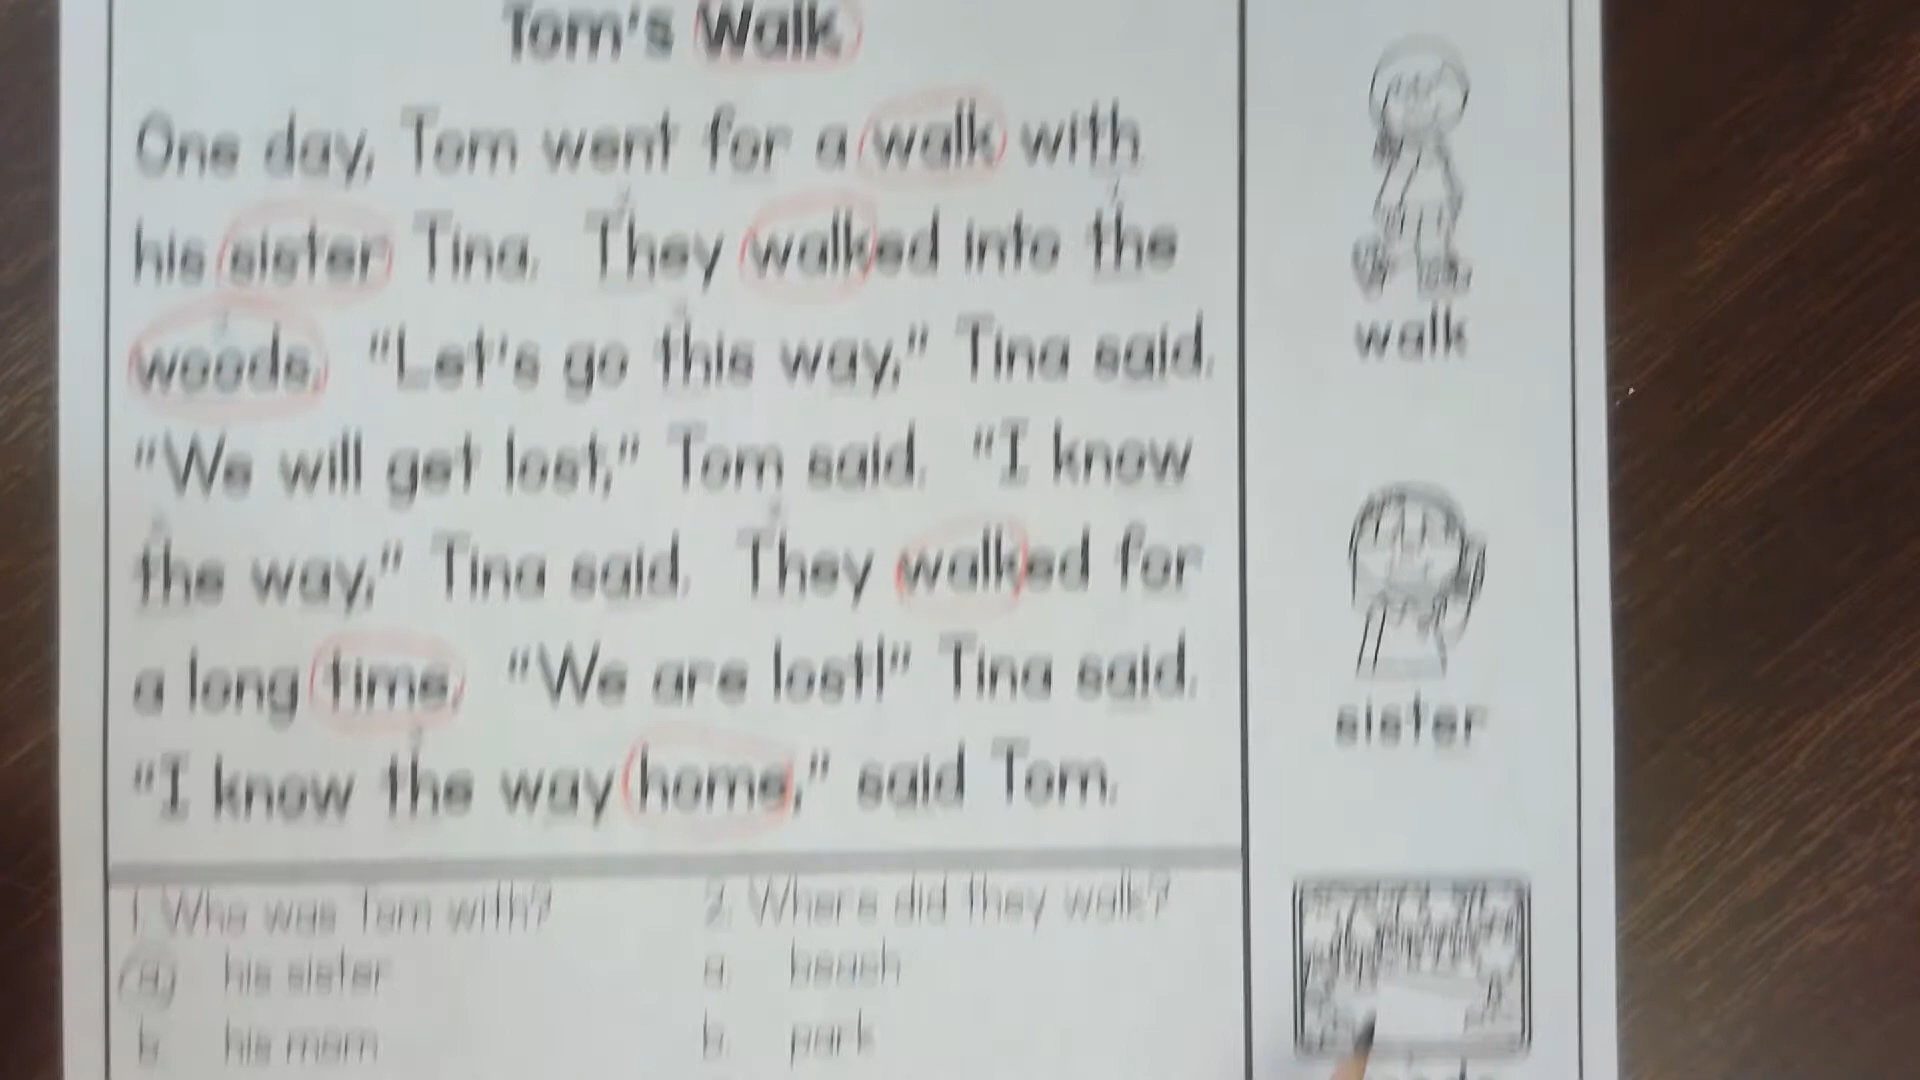 Tom's Walk
One day, Tom went for a walk with
his sister Tina. They walked into the
woods. "Let's go this way," Tina said.
"We will get lost," Tom said. "I know
the way," Tina said. They walked for
a long time. "We are lost!" Tina said.
"I know the way home," said Tom.
1. Who was Tom with?
a. his sister
b. his mom
2. Where did they walk?
a. beach
b. park
walk
sister